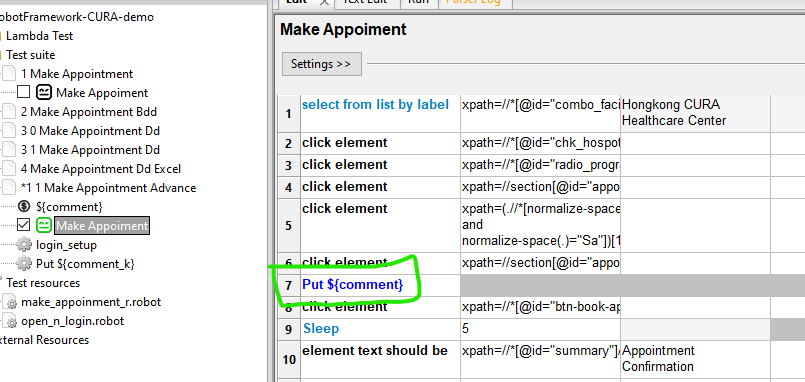 Edit
Text Edit
Run
Parser Log
RobotFramework-CURA-demo
Lambda Test
Test suite
1 Make Appointment
Make Appoiment
2 Make Appointment Bdd
3 0 Make Appointment Dd
3 1 Make Appointment Dd
4 Make Appointment Dd Excel
*1 1 Make Appointment Advance
${comment}
Make Appoiment
login_setup
Put ${comment_k}
Test resources
make_appoinment_r.robot
open_n_login.robot
xternal Resources
Make Appoiment
Settings >>
1 select from list by label xpath=//*[@id="combo_faci Hongkong CURA
Healthcare Center
2 click element xpath=//*[@id="chk_hospot
3 click element xpath=//*[@id="radio_progra
4 click element xpath=//section[@id="appo
5 click element xpath=(.//*[normalize-space
and
normalize-space(.)="Sa"])[1
6 click element xpath=//section[@id="appo
7 Put ${comment}
8 click element xpath=//*[@id="btn-book-ap
9 Sleep 5
10 element text should be xpath=//*[@id="summary"]/ Appointment
Confirmation